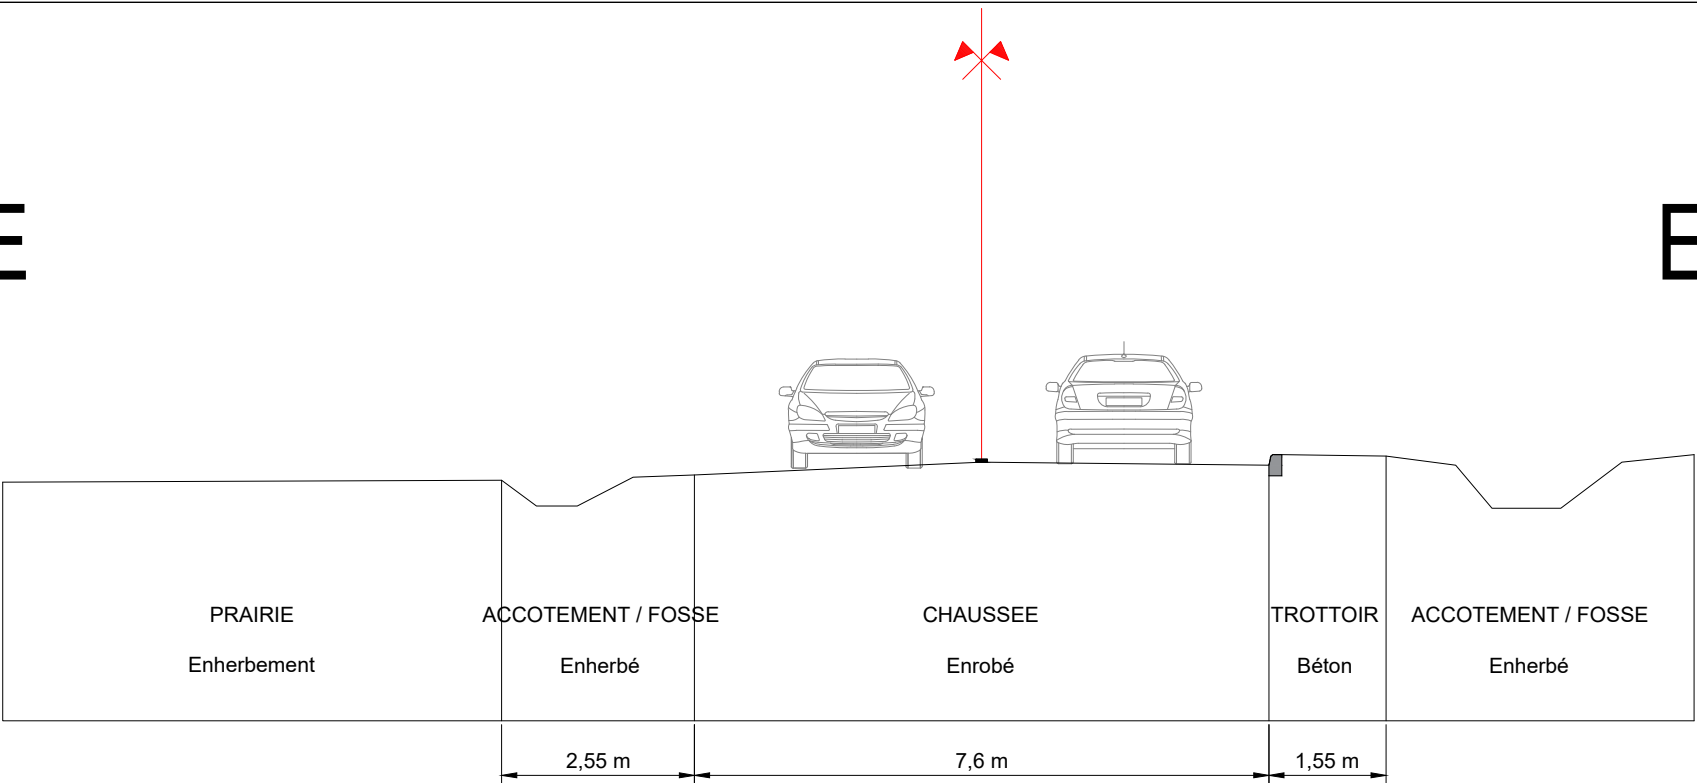 E
E
PRAIRIE
ACCOTEMENT / FOSSE
CHAUSSEE
TROTTOIR
ACCOTEMENT / FOSSE
Enherbement
Enherbé
Enrobé
Béton
Enherbé
2,55 m
7,6 m
1,55 m